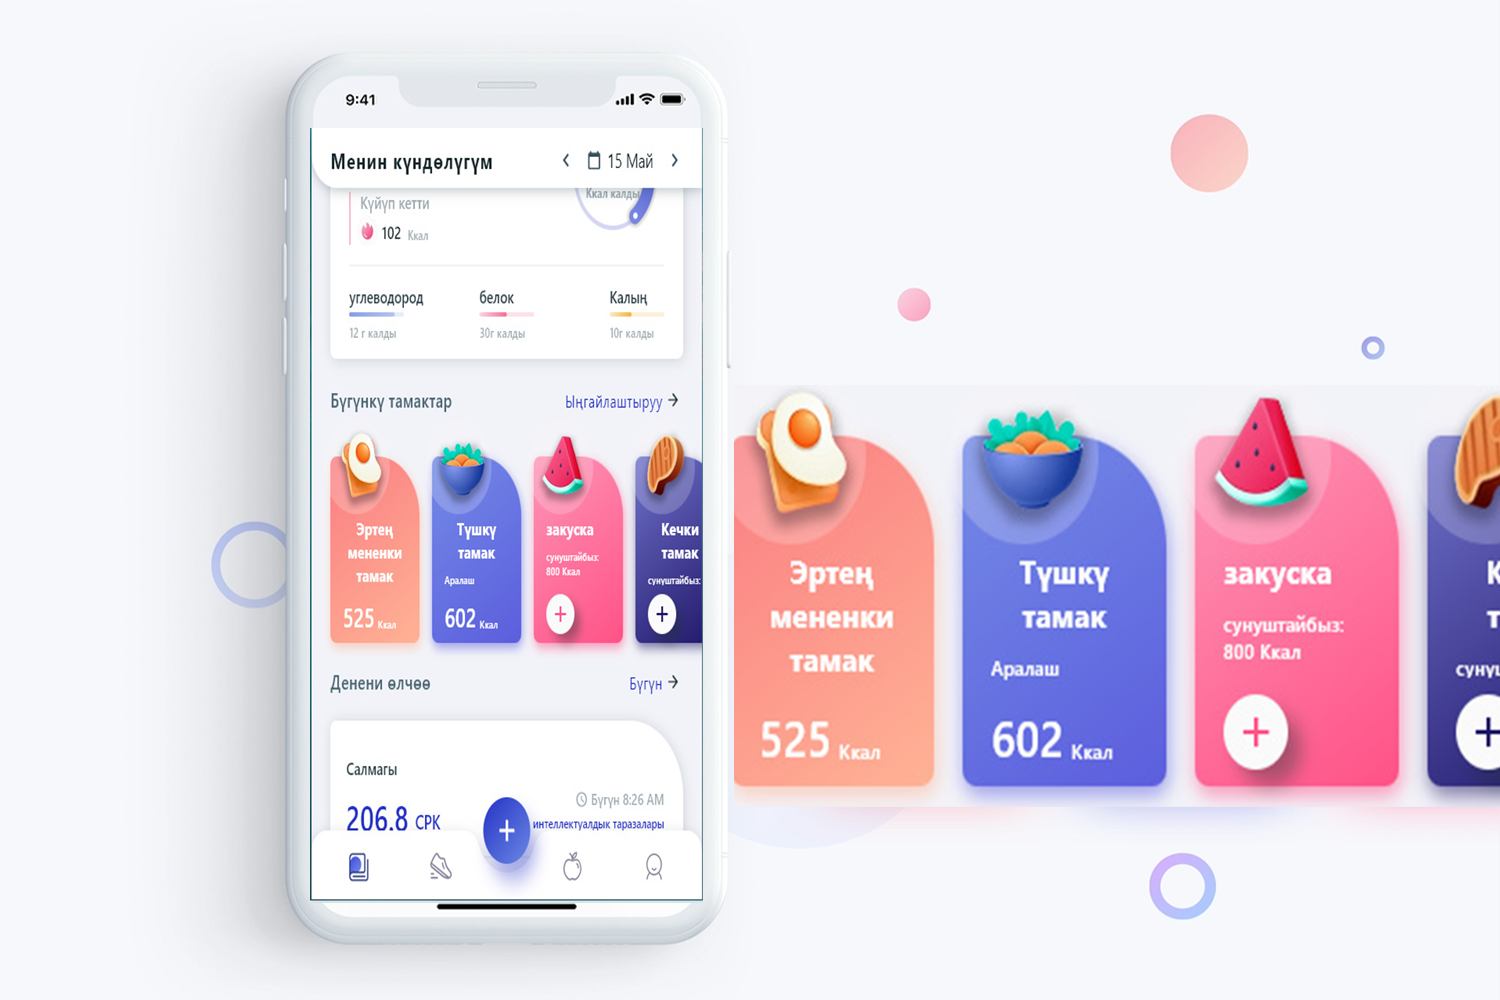 9:41
Менин күндөлүгүм
15 Май
Ккал калды
Күйүп кетти
102 Ккал
углеводород
белок
Калың
12 г калды
30г калды
10г калды
Бүгүнкү тамактар
Ыңгайлаштыруу
Эртең
мененки
тамак
525 Ккал
Түшкү
тамак
Аралаш
602 Ккал
закуска
сунуштайбыз:
800 Ккал
Кечки
тамак
сунуштайбыз:
Денени өлчөө
Бүгүн
Салмагы
206.8 СРК
Бүгүн 8:26 AM
интеллектуалдык таразалары
Эртең
мененки
тамак
525 Ккал
Түшкү
тамак
Аралаш
602 Ккал
закуска
сунуштайбыз:
800 Ккал